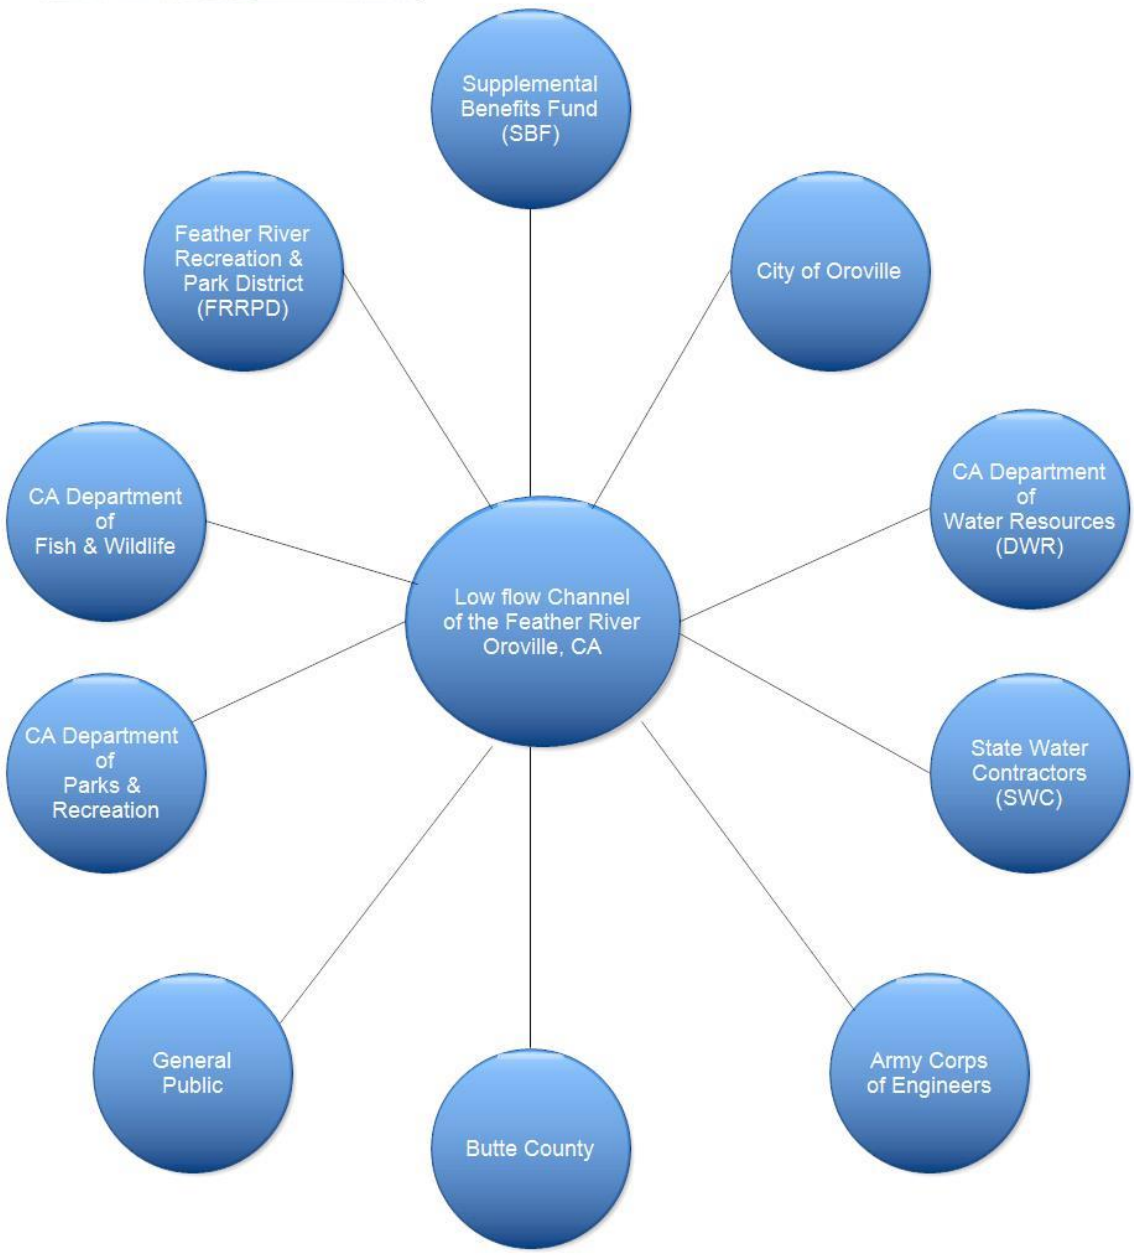 Supplemental
Benefits Fund
(SBF)
Feather River
Recreation &
Park District
(FRRPD)
City of Oroville
CA Department
of
Fish & Wildlife
CA Department
of
Water Resources
(DWR)
Low flow Channel
of the Feather River
Oroville, CA
CA Department
of
Parks &
Recreation
State Water
Contractors
(SWC)
General
Public
Army Corps
of Engineers
Butte County